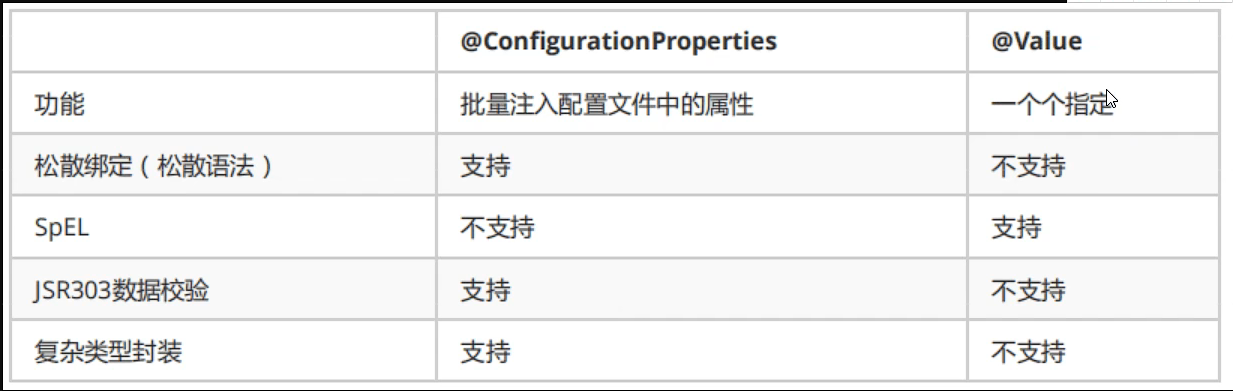 @ConfigurationProperties @Value
功能 批量注入配置文件中的属性 一个个指定
松散绑定（松散语法） 支持 不支持
SpEL 不支持 支持
JSR303数据校验 支持 不支持
复杂类型封装 支持 不支持